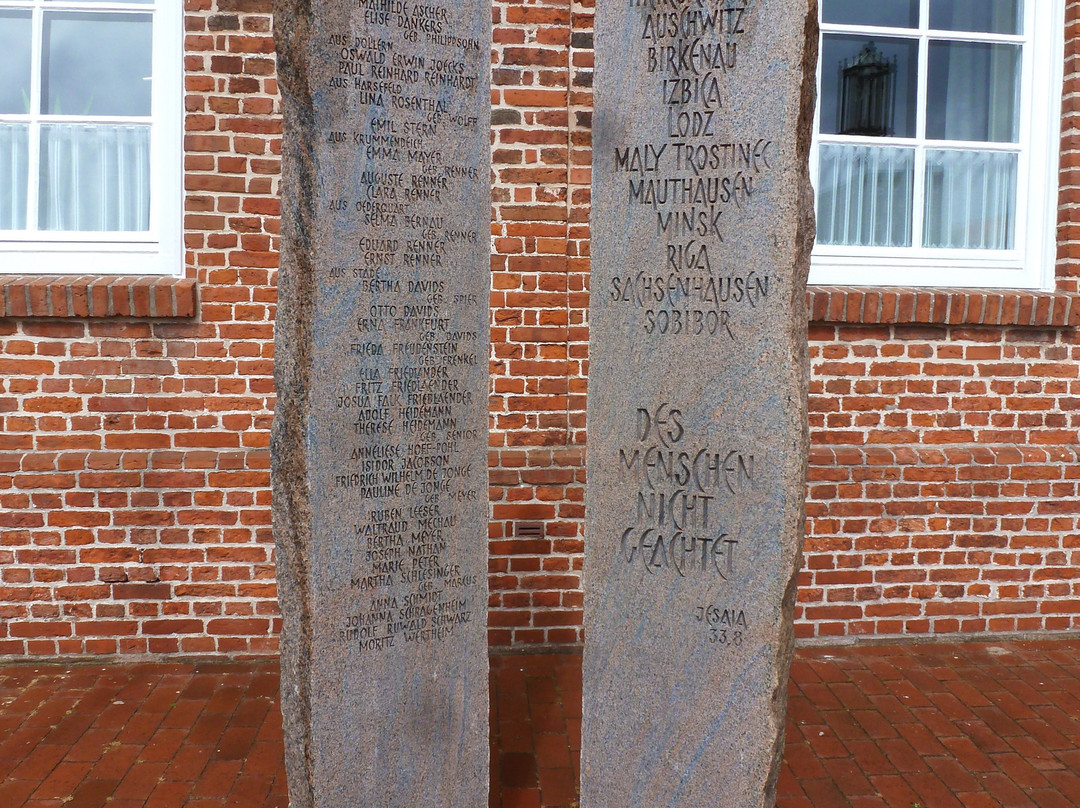 MATHILDE ASCHER
ELISE DANKERS
GEB. PHILIPPSOHN
AUS DOLLERN
OSWALD ERWIN JOECKS
PAUL REINHARD REINHARDT
AUS HARSEFELD
LINA ROSENTHAL
GEB. WOLFF
EMIL STERN
AUS KRUMMENDEICH
EMMA MAYER
GEB. RENNER
AUGUSTE RENNER
CLARA RENNER
AUS OEDERQUART
SELMA BERNAU
GEB. RENNER
EDUARD RENNER
ERNST RENNER
AUS STADE
BERTHA DAVIDS
GEB. SPIER
OTTO DAVIDS
ERNA FRANKFURT
GEB. DAVIDS
FRIEDA FREUDENSTEIN
GEB. FRENKEL
ELLA FRIEDLÄNDER
FRITZ FRIEDLAENDER
JOSUA FALK FRIEDLAENDER
ADOLF HEIDEMANN
THERESE HEIDEMANN
GEB. SENIOR
ANNELIESE HOFF-POHL
ISIDOR JACOBSON
FRIEDRICH WILHELM DE JONGE
PAULINE DE JONGE
GEB. MEYER
RUBEN LEESER
WALTRAUD MECHAU
BERTHA MEYER
JOSEPH NATHAN
MARIE PETER
MARTHA SCHLESINGER
GEB. MARCUS
ANNA SCHMIDT
JOHANNA SCHRAGENHEIM
RUDOLF RUWALD SCHWARZ
MORITZ WERTHEIM
AUSCHWITZ
BIRKENAU
IZBICA
LODZ
MALY TROSTINEC
MAUTHAUSEN
MINSK
RIGA
SACHSENHAUSEN
SOBIBOR
DES
MENSCHEN
NICHT
GEACHTET
JESAIA
33.8